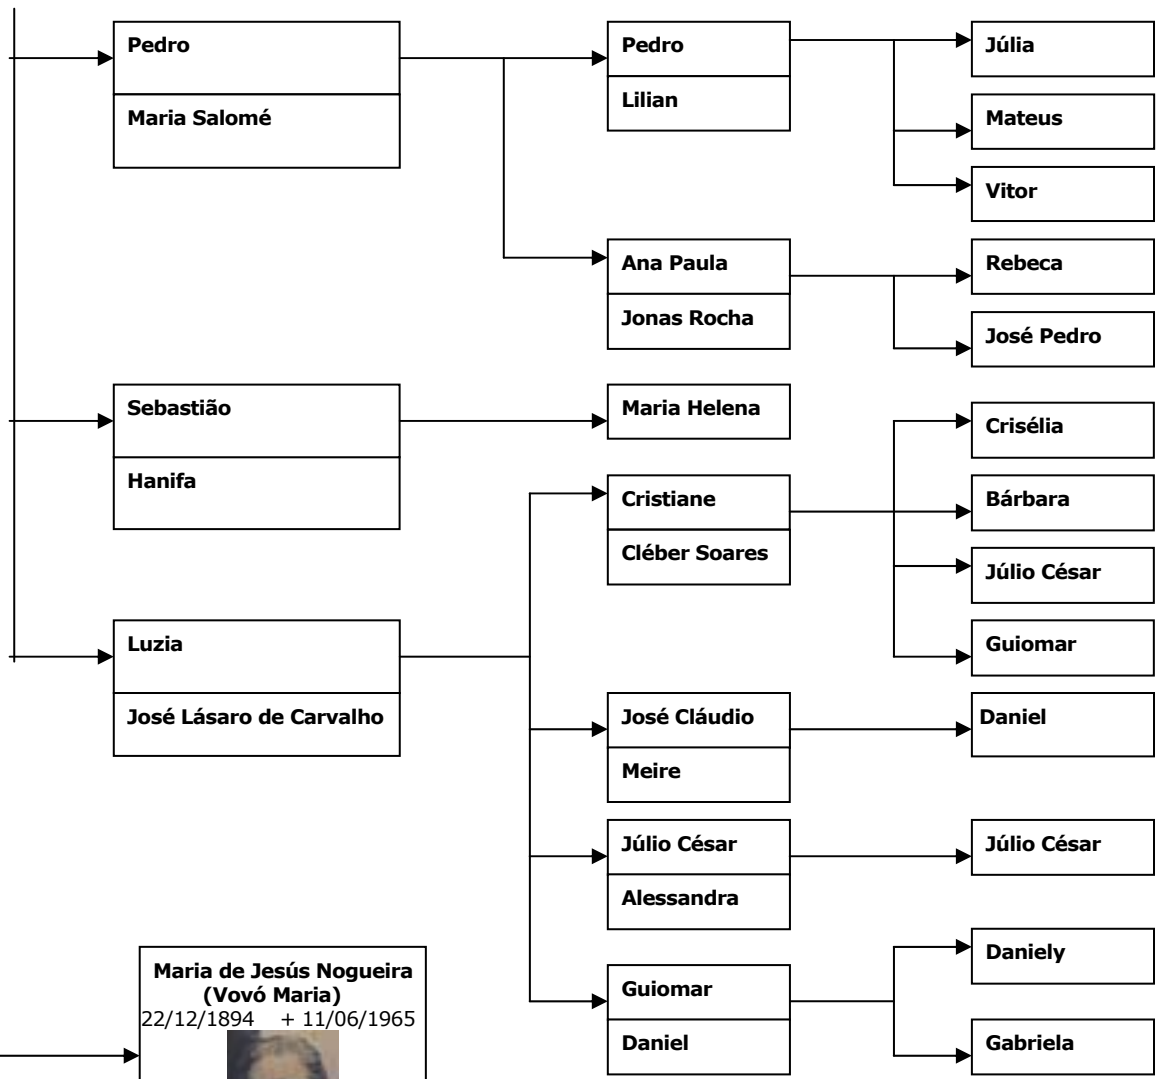 Pedro
Maria Salomé
Pedro
Lilian
Júlia
Mateus
Vitor
Ana Paula
Jonas Rocha
Rebeca
José Pedro
Sebastião
Hanifa
Maria Helena
Luzia
José Lásaro de Carvalho
Cristiane
Cléber Soares
Crisélia
Bárbara
Júlio César
Guiomar
José Cláudio
Meire
Daniel
Júlio César
Alessandra
Júlio César
Guiomar
Daniel
Daniely
Gabriela
Maria de Jesús Nogueira
(Vovó Maria)
22/12/1894 + 11/06/1965